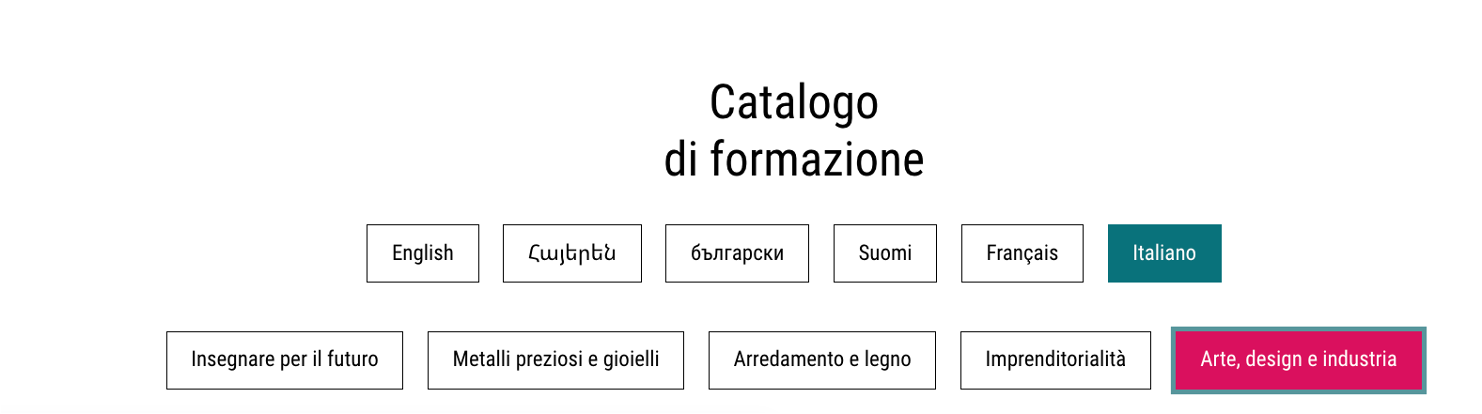 Catalogo
di formazione
English Հայերեն български Suomi Français Italiano
Insegnare per il futuro Metalli preziosi e gioielli Arredamento e legno Imprenditorialità Arte, design e industria